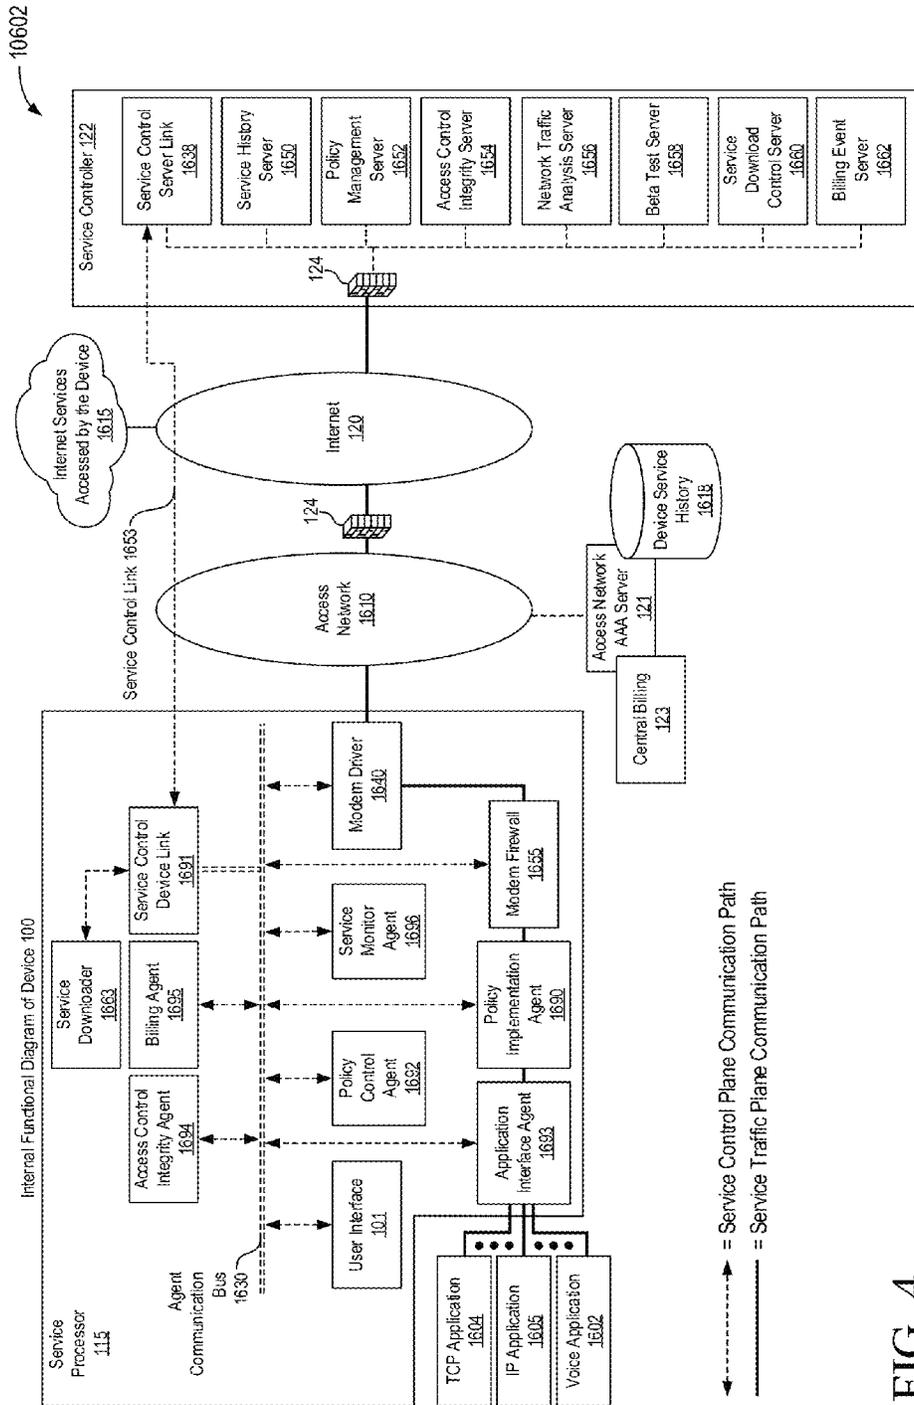 10602
Internal Functional Diagram of Device 100
Service
Processor
115
Service
Downloader
1663
Access Control
Integrity Agent
1694
Billing Agent
1695
Service Control
Device Link
1691
Agent
Communication
Bus
1630
User Interface
101
Policy
Control
Agent
1692
Service
Monitor
Agent
1696
Modem Driver
1640
TCP Application
1604
IP Application
1605
Voice Application
1602
Application
Interface Agent
1693
Policy
Implementation
Agent
1690
Modem Firewall
1655
Service Control Link 1653
Internet Services
Accessed by the Device
1615
Access
Network
1610
124
Internet
120
124
Central Billing
123
Access Network
AAA Server
121
Device Service
History
1618
Service Controller 122
Service Control
Server Link
1638
Service History
Server
1650
Policy
Management
Server
1652
Access Control
Integrity Server
1654
Network Traffic
Analysis Server
1656
Beta Test Server
1658
Service
Download
Control Server
1660
Billing Event
Server
1662
= Service Control Plane Communication Path
= Service Traffic Plane Communication Path
FIG. 4